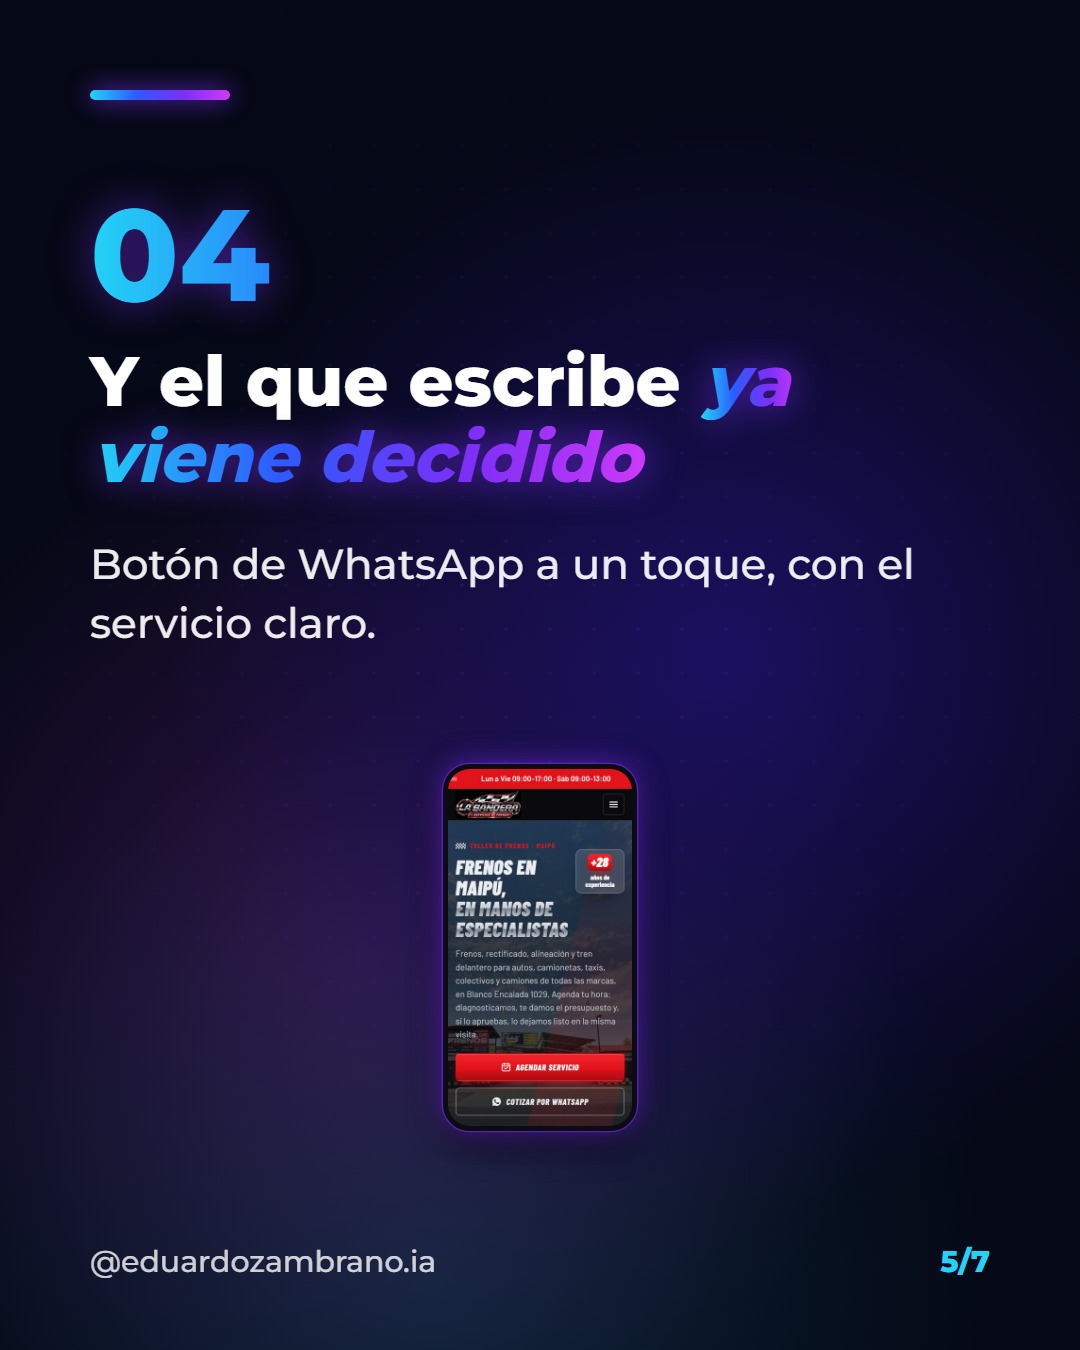 04
Y el que escribe ya
viene decidido
Botón de WhatsApp a un toque, con el
servicio claro.
Lun a Vie 09:00-17:00 · Sáb 09:00-13:00
LA BANDERA
TALLER DE FRENOS · MAIPÚ
+28
años de
experiencia
FRENOS EN
MAIPÚ,
EN MANOS DE
ESPECIALISTAS
Frenos, rectificado, alineación y tren
delantero para autos, camionetas, taxis,
colectivos y camiones de todas las marcas,
en Blanco Encalada 1029. Agenda tu hora:
diagnosticamos, te damos el presupuesto y,
si lo apruebas, lo dejamos listo en la misma
visita.
AGENDAR SERVICIO
COTIZAR POR WHATSAPP
@eduardozambrano.ia
5/7